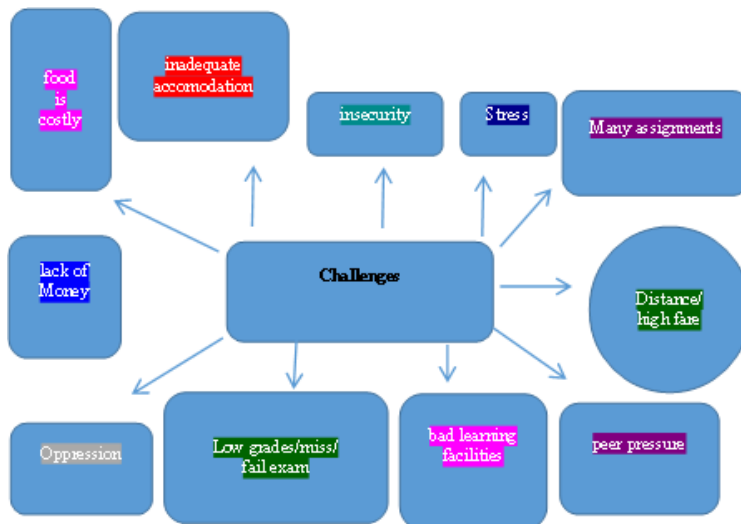 food
is
costly
inadequate
accomodation
insecurity
Stress
Many assignments
lack of
Money
Challenges
Distance/
high fare
Oppression
Low grades/miss/
fail exam
bad learning
facilities
peer pressure